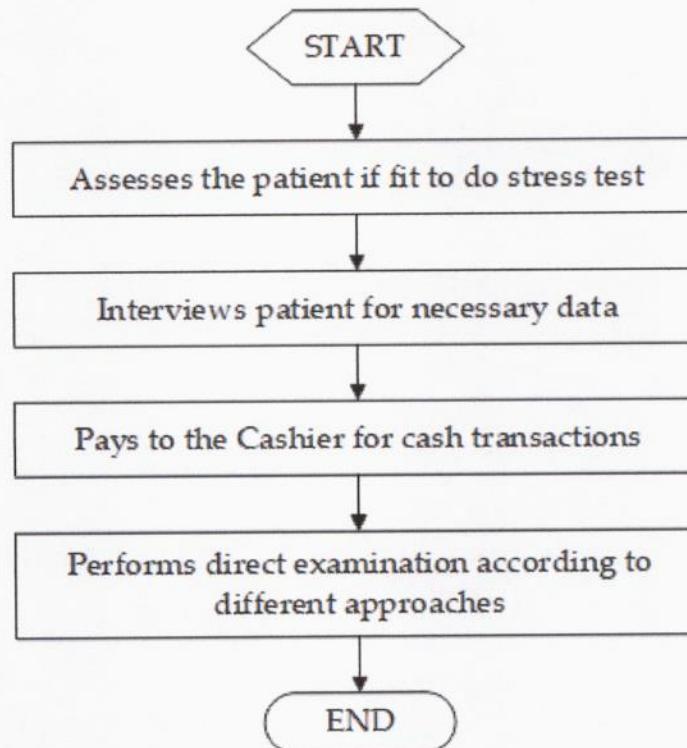 START
Assesses the patient if fit to do stress test
Interviews patient for necessary data
Pays to the Cashier for cash transactions
Performs direct examination according to
different approaches
END